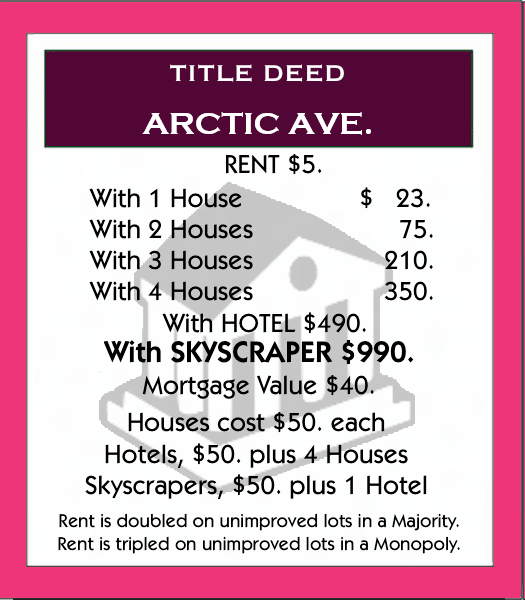 TITLE DEED
ARCTIC AVE.
RENT $5.
With 1 House $ 23.
With 2 Houses 75.
With 3 Houses 210.
With 4 Houses 350.
With HOTEL $490.
With SKYSCRAPER $990.
Mortgage Value $40.
Houses cost $50. each
Hotels, $50. plus 4 Houses
Skyscrapers, $50. plus 1 Hotel
Rent is doubled on unimproved lots in a Majority.
Rent is tripled on unimproved lots in a Monopoly.